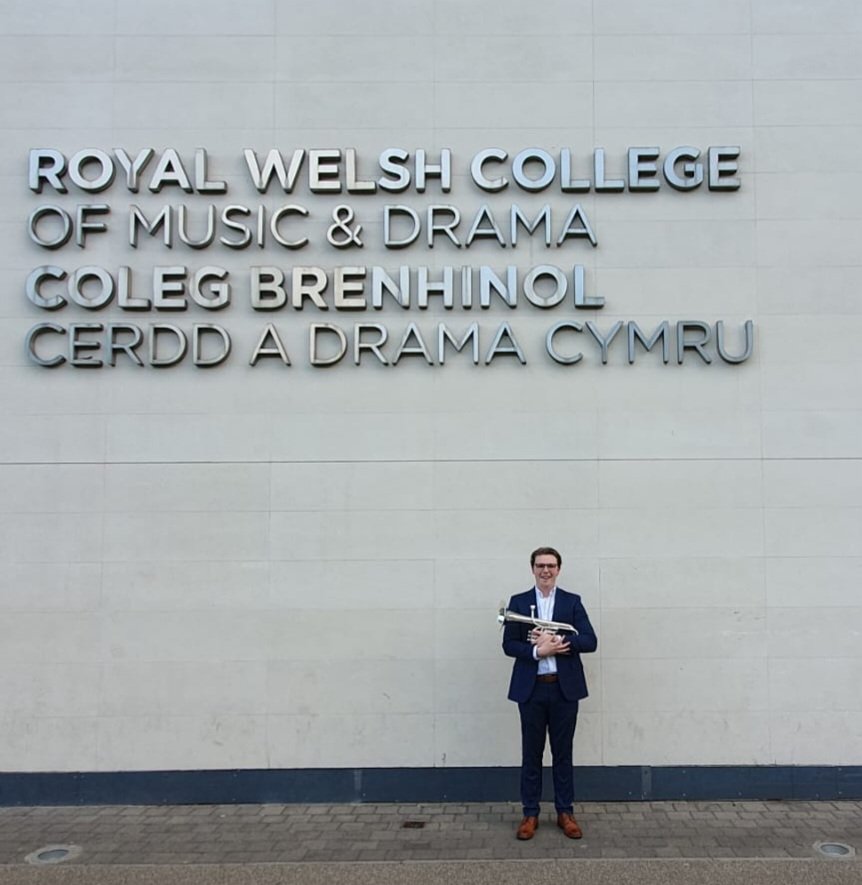 ROYAL WELSH COLLEGE
OF MUSIC & DRAMA
COLEG BRENHINOL
CERDD A DRAMA CYMRU